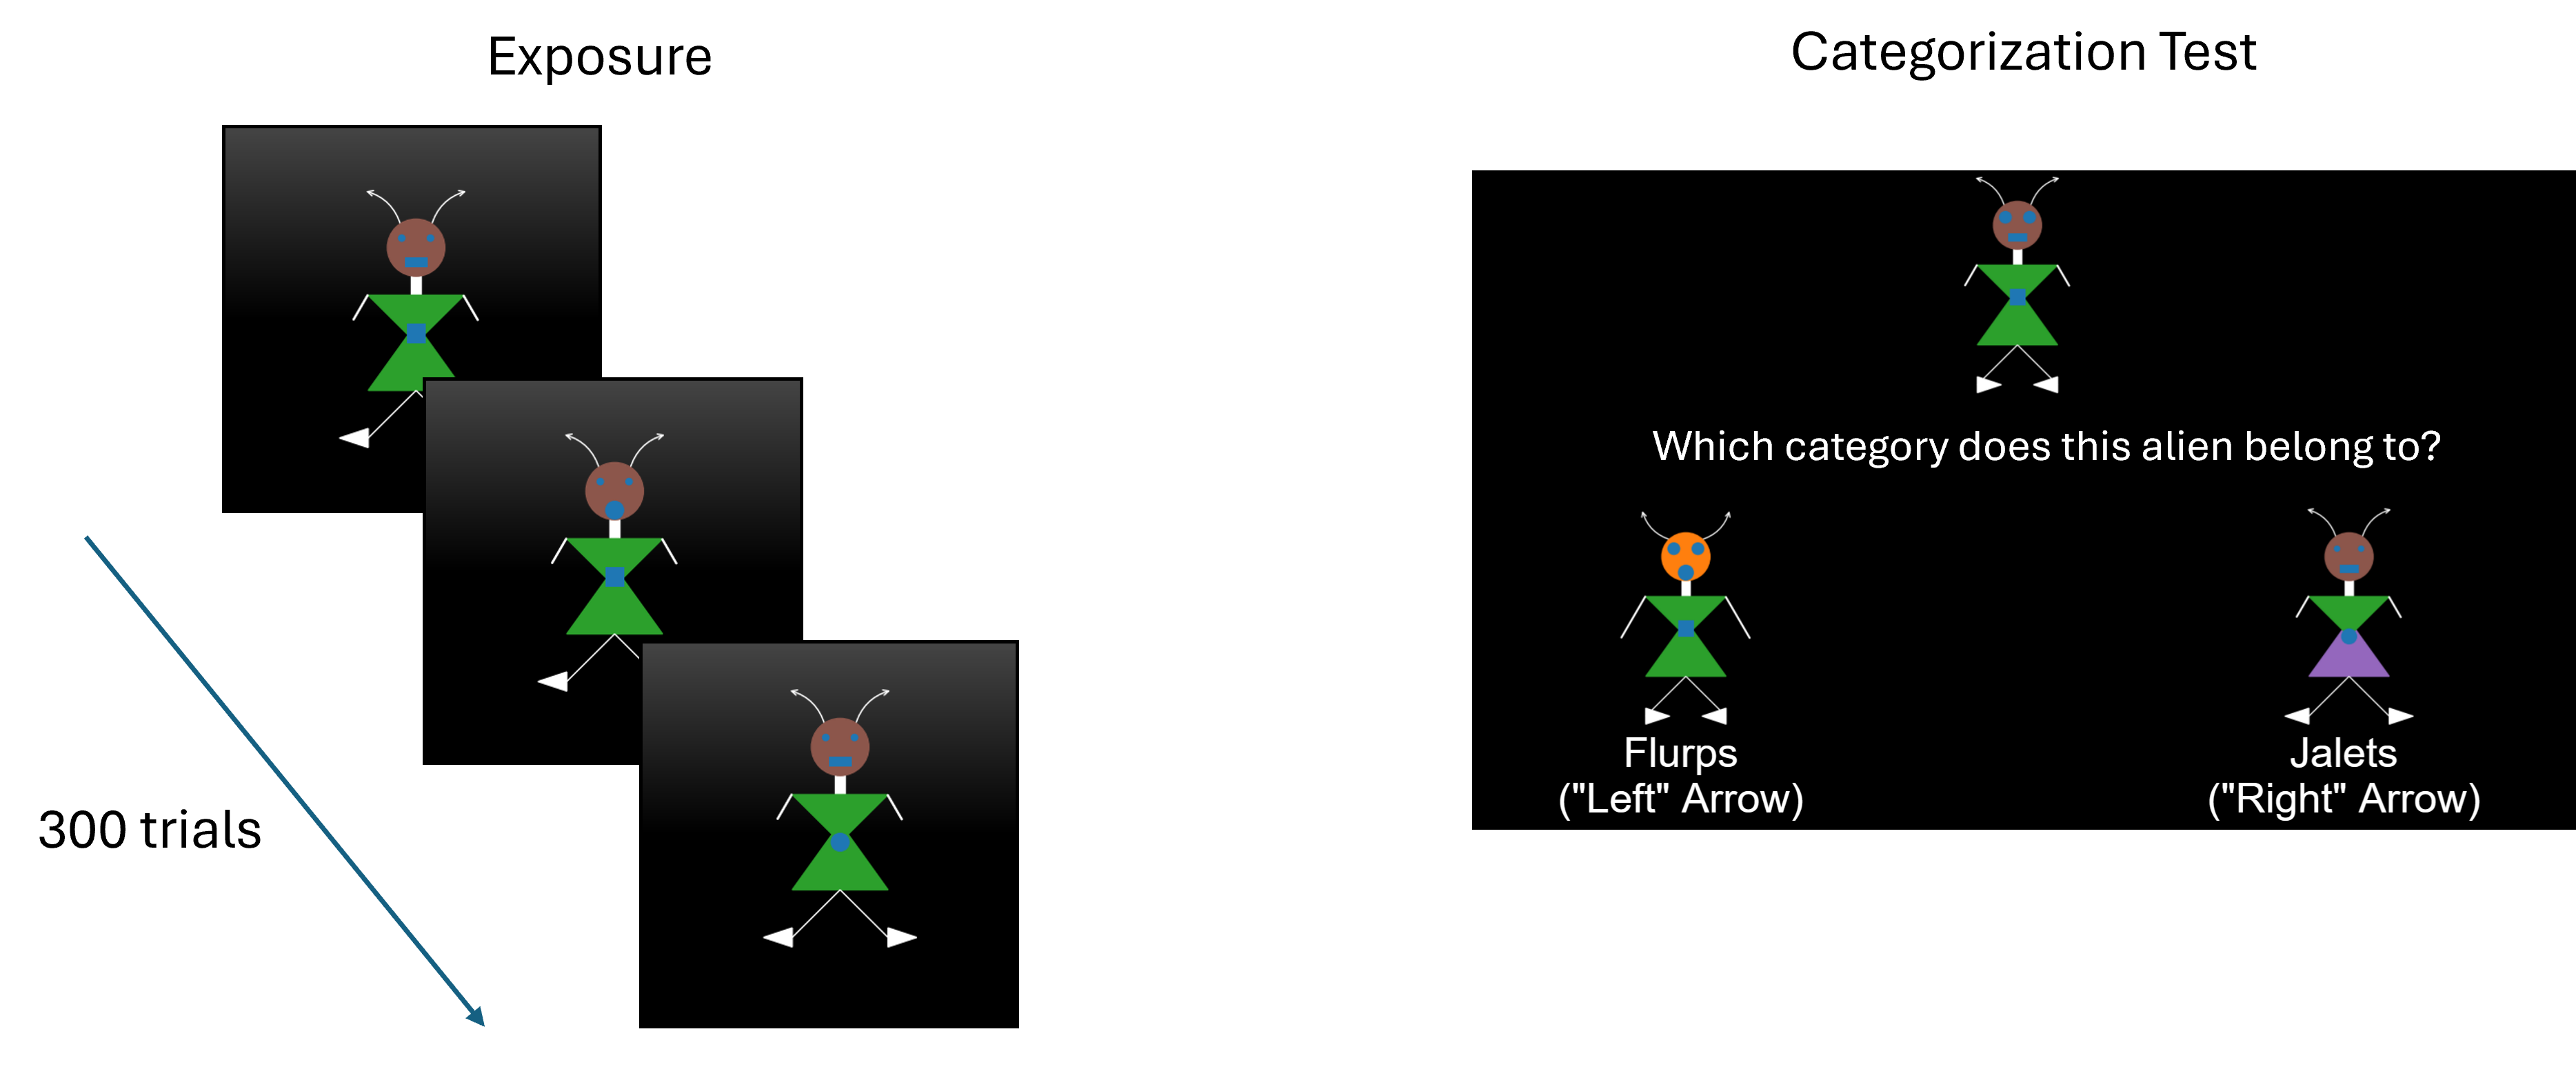 Exposure
300 trials
Categorization Test
Which category does this alien belong to?
Flurps
("Left" Arrow)
Jalets
("Right" Arrow)